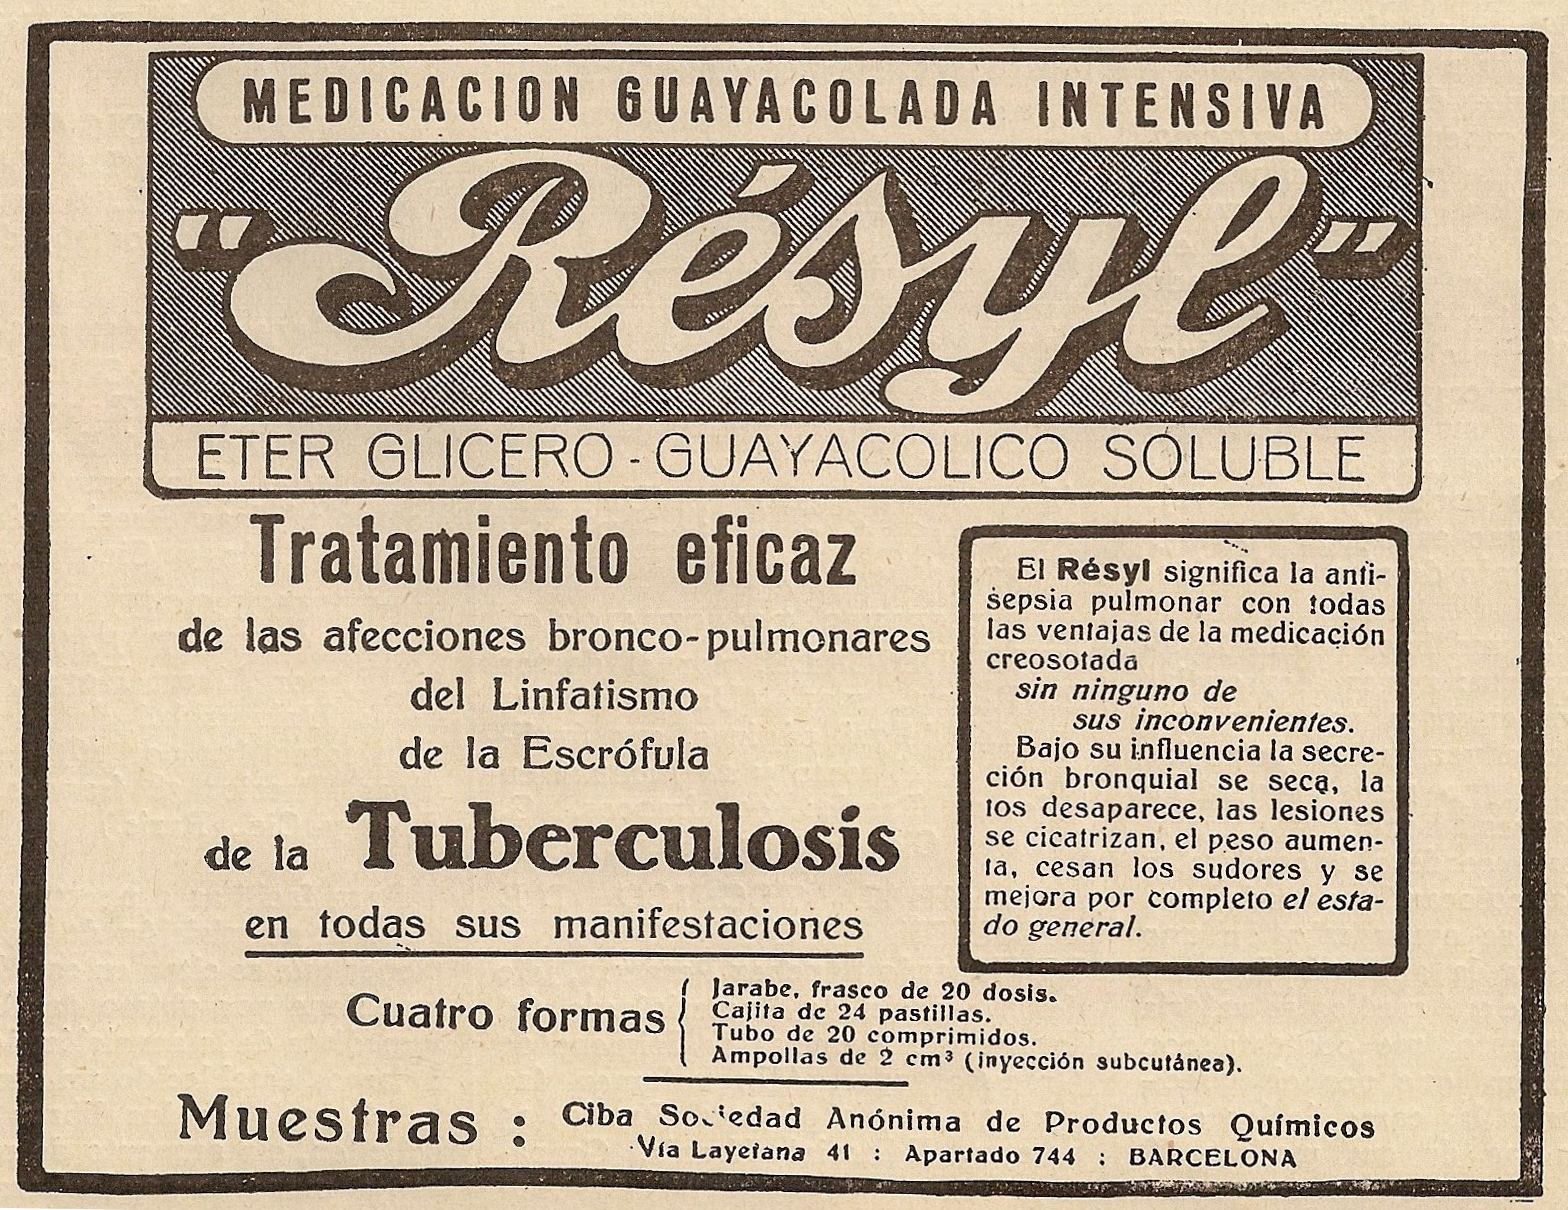 MEDICACION GUAYACOLADA INTENSIVA
"Résyl"
ETER GLICERO-GUAYACOLICO SOLUBLE
Tratamiento eficaz
de las afecciones bronco-pulmonares
del Linfatismo
de la Escrófula
de la Tuberculosis
en todas sus manifestaciones
El Résyl significa la anti-
sepsia pulmonar con todas
las ventajas de la medicación
creosotada
sin ninguno de
sus inconvenientes.
Bajo su influencia la secre-
ción bronquial se seca, la
tos desaparece, las lesiones
se cicatrizan, el peso aumen-
ta, cesan los sudores y se
mejora por completo el esta-
do general.
Cuatro formas
Jarabe, frasco de 20 dosis.
Cajita de 24 pastillas.
Tubo de 20 comprimidos.
Ampollas de 2 cm³ (inyección subcutánea).
Muestras : Ciba Sociedad Anónima de Productos Químicos
Vía Layetana 41 : Apartado 744 : BARCELONA